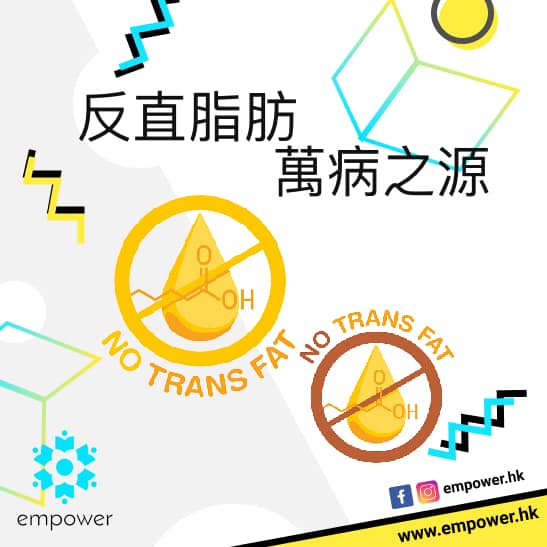 反直脂肪
萬病之源
O
OH
NO TRANS FAT
O
OH
NO TRANS FAT
empower
empower.hk
www.empower.hk